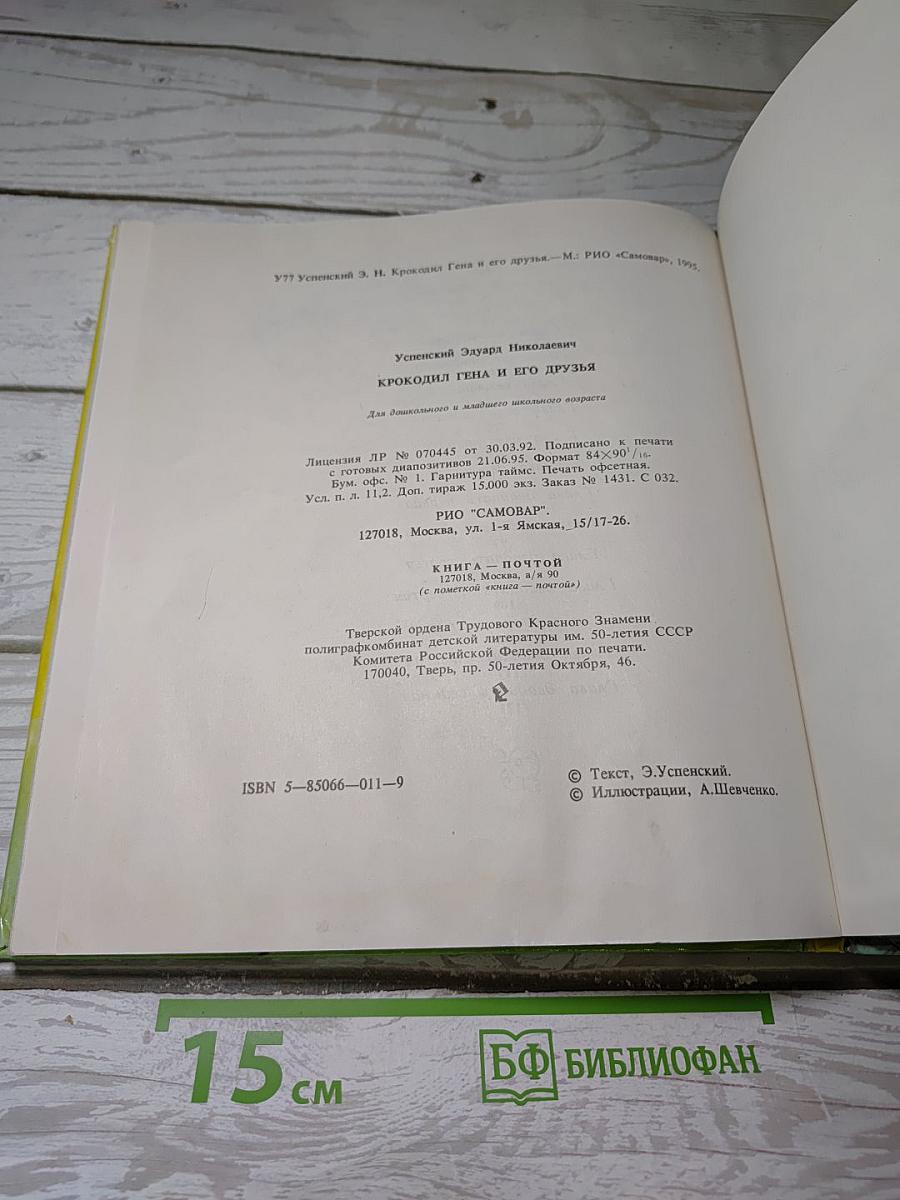 У77 Успенский Э. Н. Крокодил Гена и его друзья.—М.: РИО «Самовар», 1995.
Успенский Эдуард Николаевич
КРОКОДИЛ ГЕНА И ЕГО ДРУЗЬЯ
Для дошкольного и младшего школьного возраста
Лицензия ЛР № 070445 от 30.03.92. Подписано к печати
с готовых диапозитивов 21.06.95. Формат 84×90¹/₁₆.
Бум. офс. № 1. Гарнитура таймс. Печать офсетная.
Усл. п. л. 11,2. Доп. тираж 15.000 экз. Заказ № 1431. С 032.
РИО "САМОВАР".
127018, Москва, ул. 1-я Ямская, 15/17-26.
КНИГА — ПОЧТОЙ
127018, Москва, а/я 90
(с пометкой «книга — почтой»)
Тверской ордена Трудового Красного Знамени
полиграфкомбинат детской литературы им. 50-летия СССР
Комитета Российской Федерации по печати.
170040, Тверь, пр. 50-летия Октября, 46.
ISBN 5—85066—011—9
© Текст, Э.Успенский.
© Иллюстрации, А.Шевченко.
15 см
БФ БИБЛИОФАН